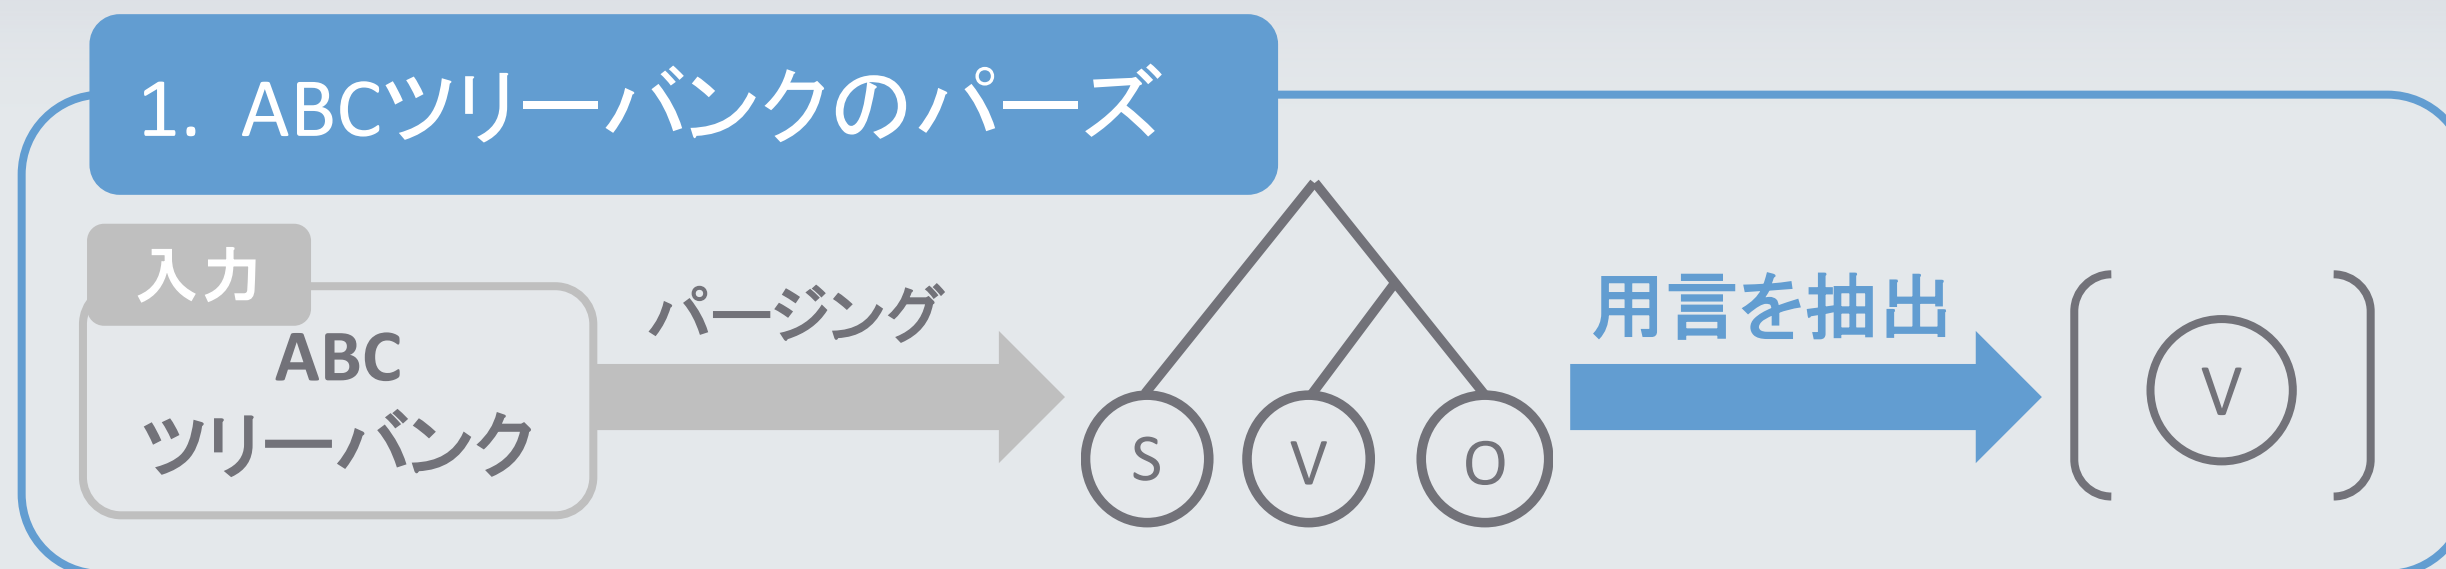 1. ABCツリーバンクのパーズ
入力
ABC
ツリーバンク
パージング
S V O
用言を抽出
V